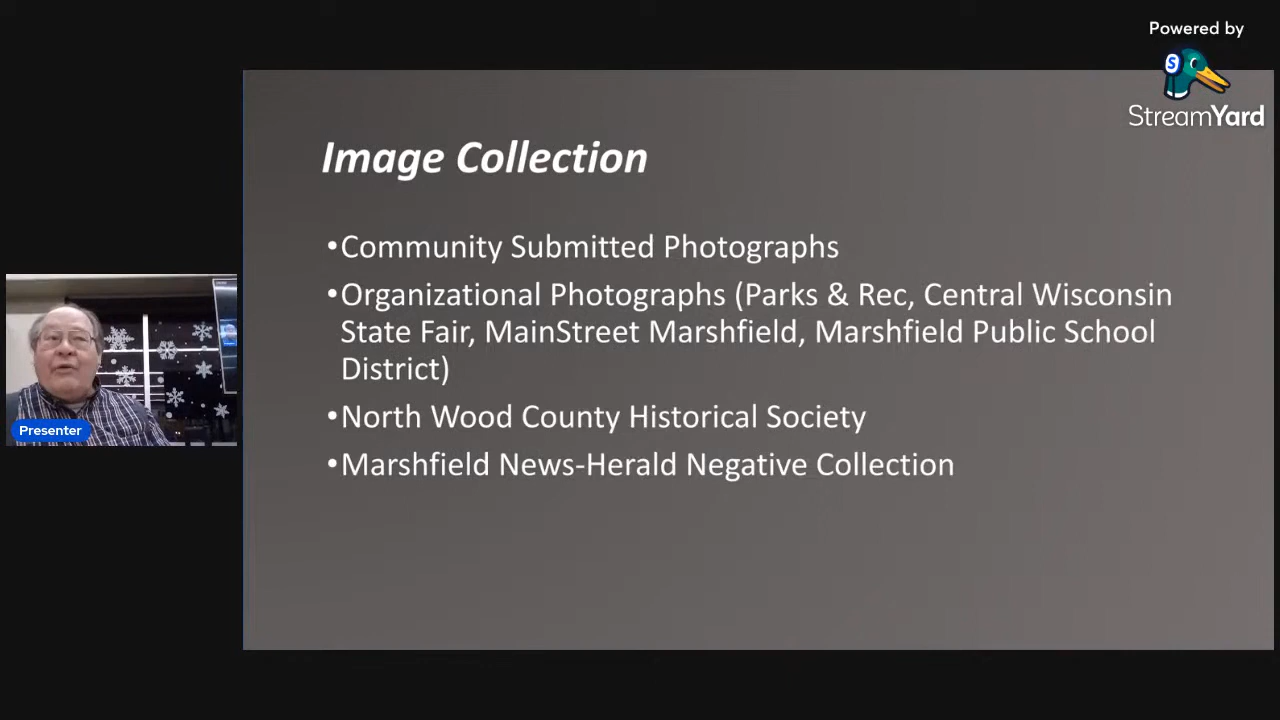 Powered by
StreamYard
Image Collection
•Community Submitted Photographs
•Organizational Photographs (Parks & Rec, Central Wisconsin
State Fair, MainStreet Marshfield, Marshfield Public School
District)
•North Wood County Historical Society
•Marshfield News-Herald Negative Collection
Presenter